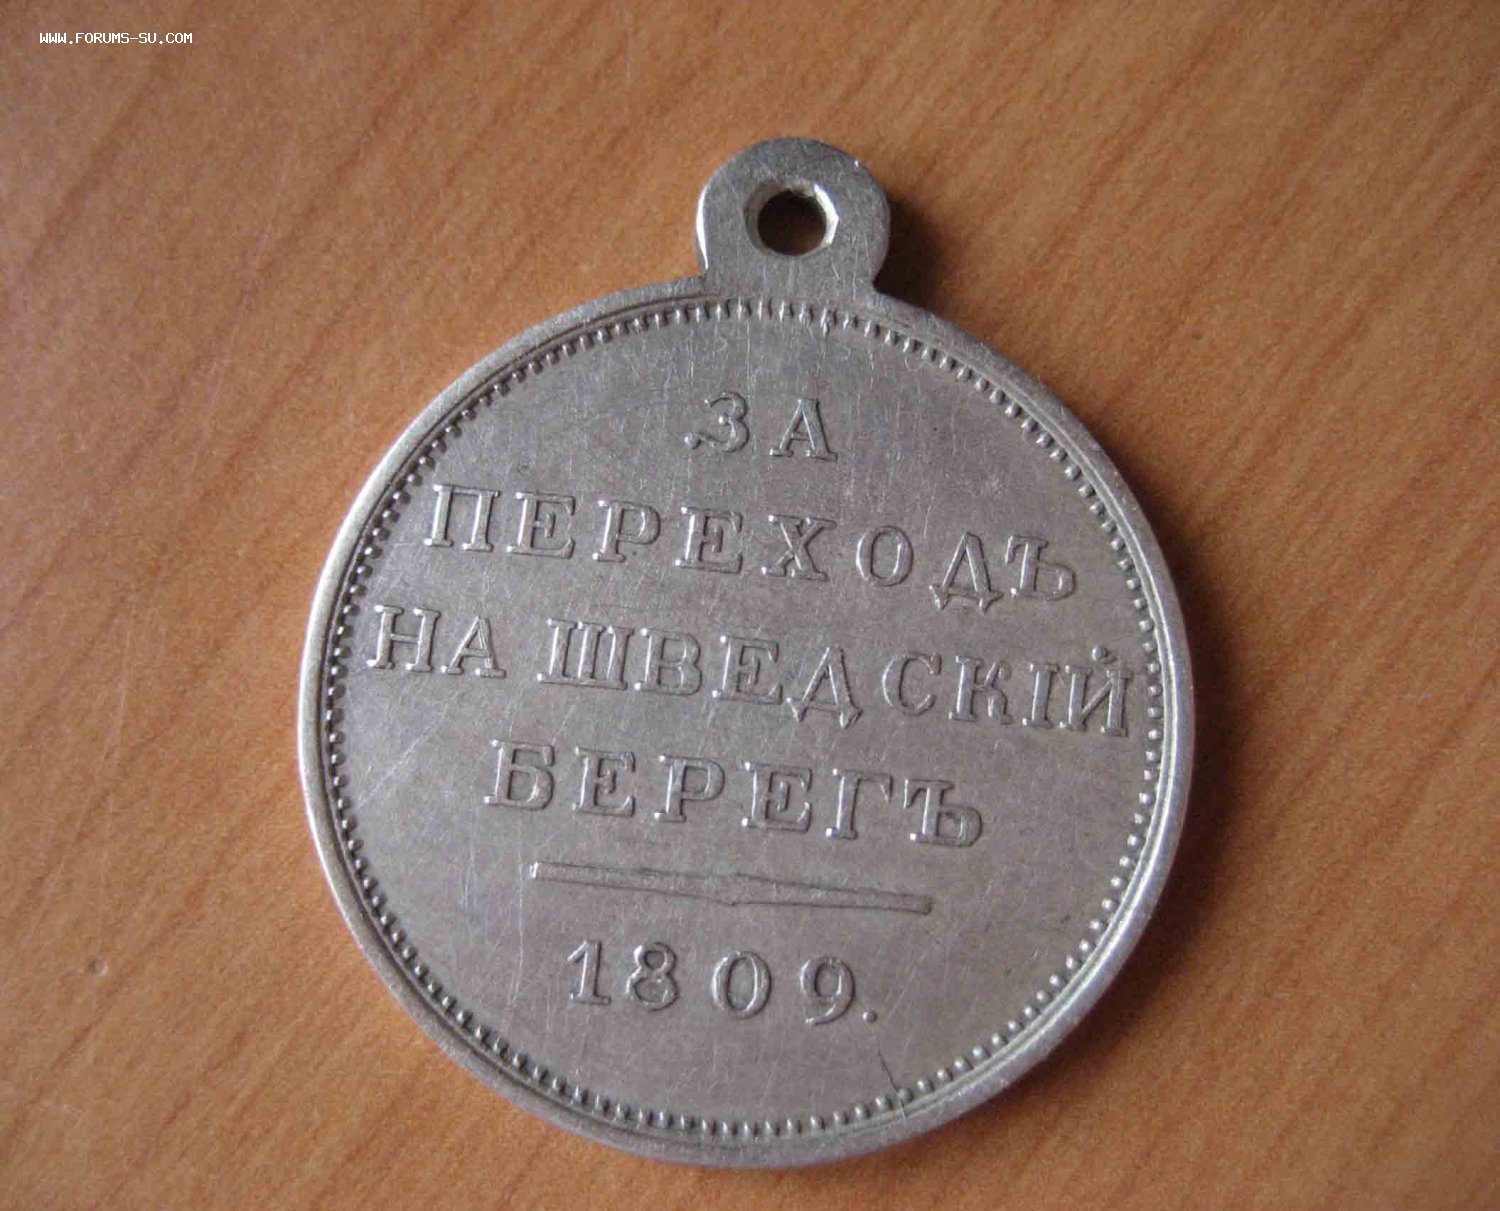 WWW.FORUMS-SU.COM
ЗА
ПЕРЕХОДЪ
НА ШВЕДСКІЙ
БЕРЕГЪ
1809.